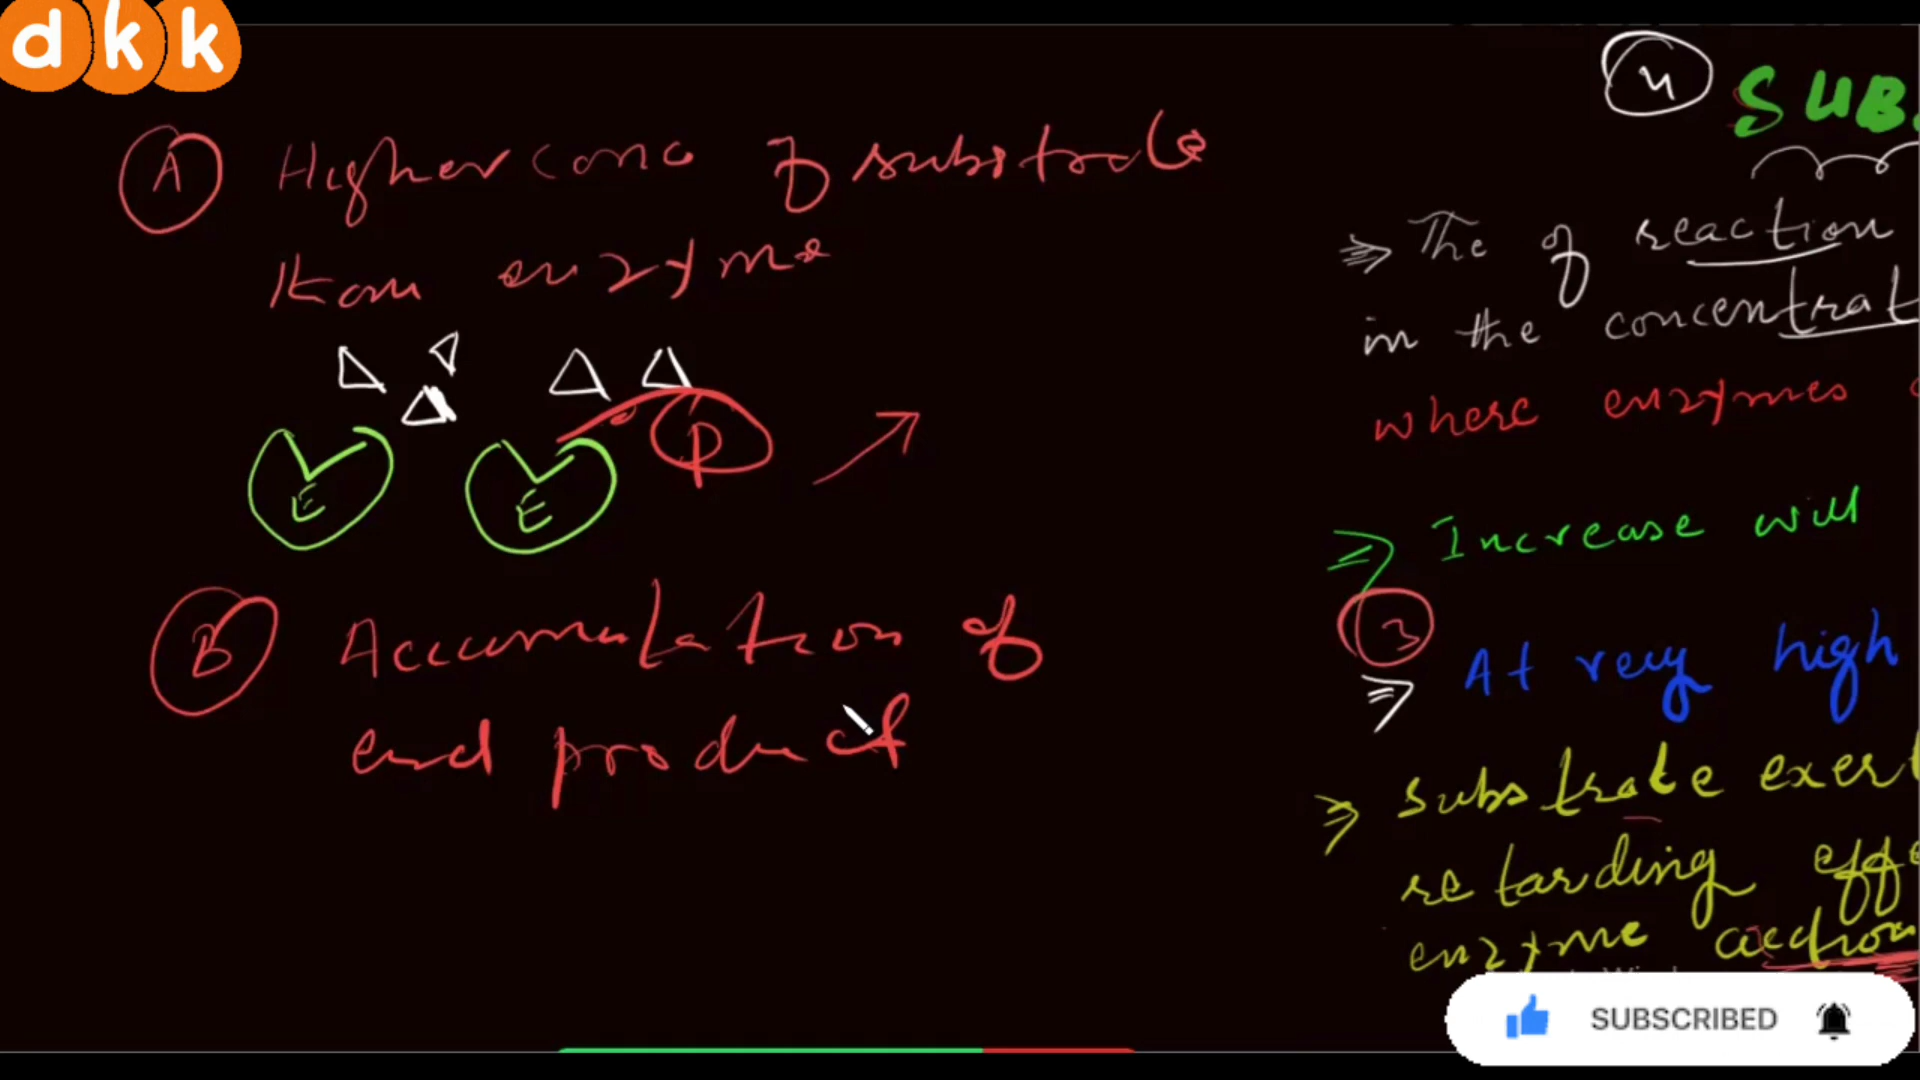 dkk
A Higher conc of substrate
than enzyme
E E P
B Accumulation of
end product
4 SUB
⇒ The of reaction
in the concentrat
where enzymes
⇒ Increase will
3
⇒ At very high
⇒ substrate exert
retarding effe
enzyme action
SUBSCRIBED